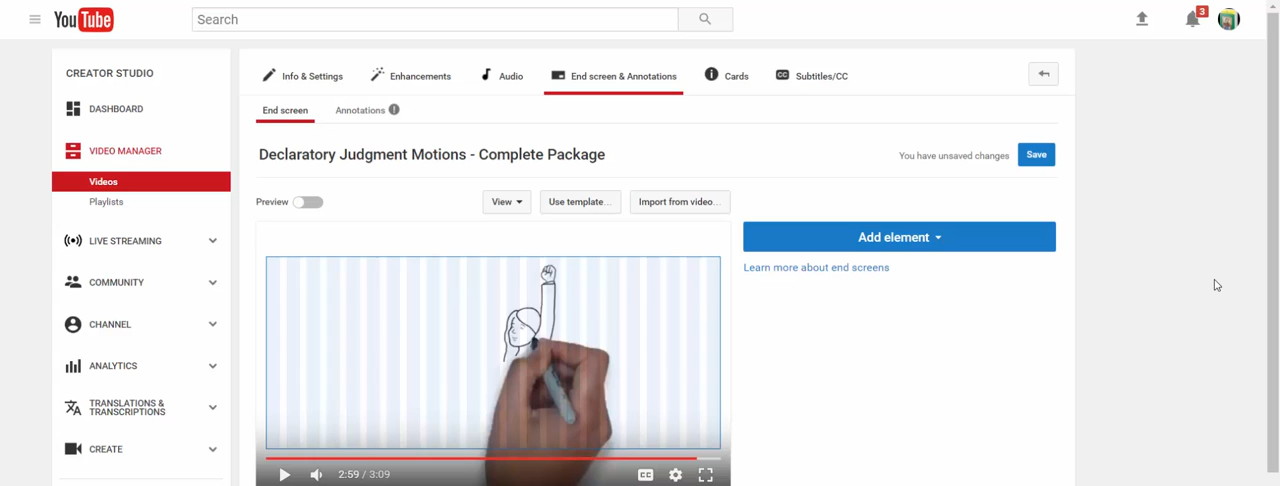 YouTube
Search
3
CREATOR STUDIO
DASHBOARD
VIDEO MANAGER
Videos
Playlists
LIVE STREAMING
COMMUNITY
CHANNEL
ANALYTICS
TRANSLATIONS &
TRANSCRIPTIONS
CREATE
Info & Settings
Enhancements
Audio
End screen & Annotations
Cards
CC Subtitles/CC
End screen
Annotations
Declaratory Judgment Motions - Complete Package
You have unsaved changes
Save
Preview
View
Use template...
Import from video...
Add element
Learn more about end screens
2:59 / 3:09
CC